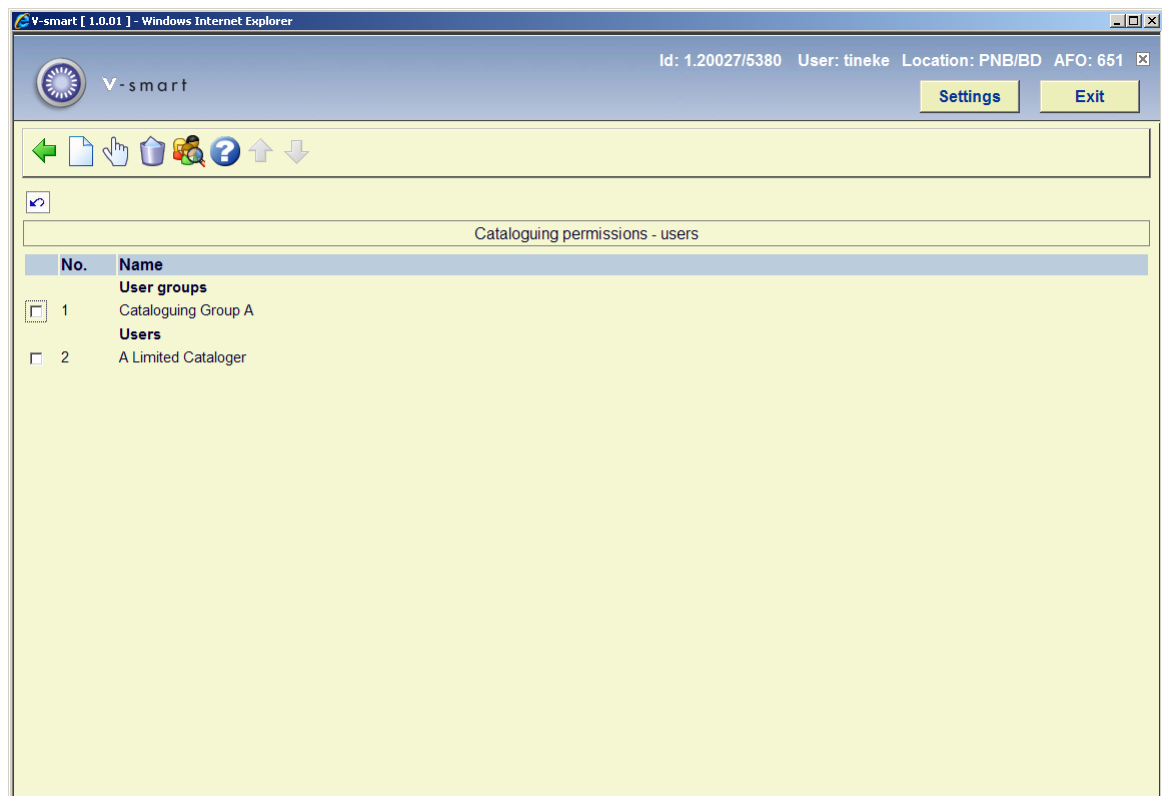 V-smart [ 1.0.01 ] - Windows Internet Explorer
Id: 1.20027/5380 User: tineke Location: PNB/BD AFO: 651
V-smart
Settings Exit
?
Cataloguing permissions - users
No. Name
User groups
1 Cataloguing Group A
Users
2 A Limited Cataloger